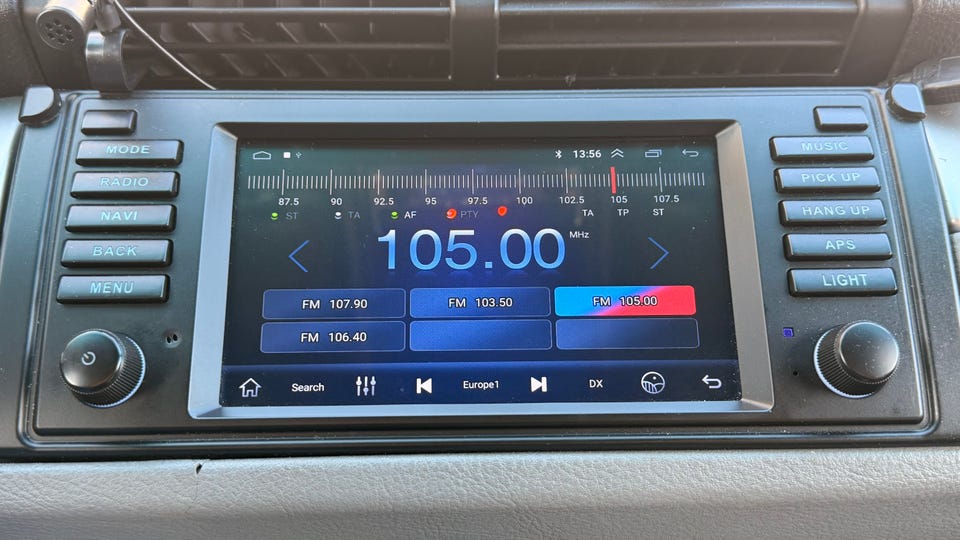 MODE
RADIO
NAVI
BACK
MENU
13:56
87.5 90 92.5 95 97.5 100 102.5 105 107.5
ST TA AF PTY TA TP ST
105.00 MHz
FM 107.90 FM 103.50 FM 105.00
FM 106.40
Search Europe1 DX
MUSIC
PICK UP
HANG UP
APS
LIGHT